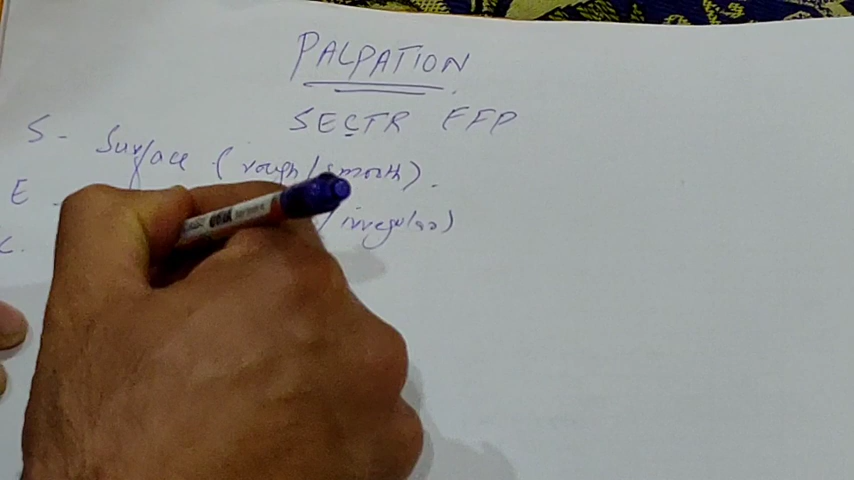 PALPATION
SECTR FFP
S - Surface (rough/smooth).
E - / irregular)
C.